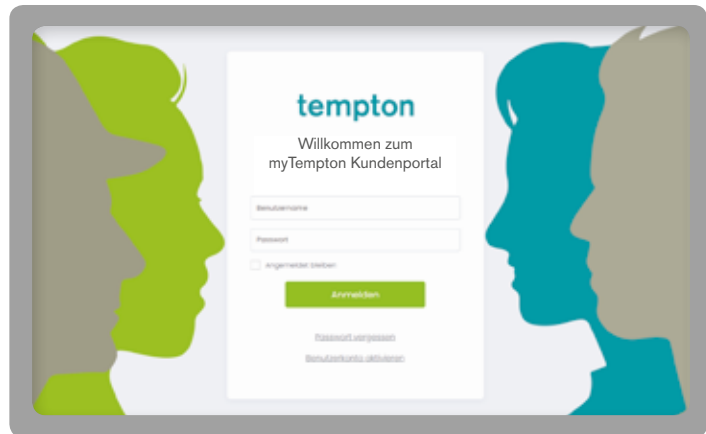 tempton
Willkommen zum
myTempton Kundenportal
Benutzername
Passwort
Angemeldet bleiben
Anmelden
Passwort vergessen
Benutzerkonto aktivieren